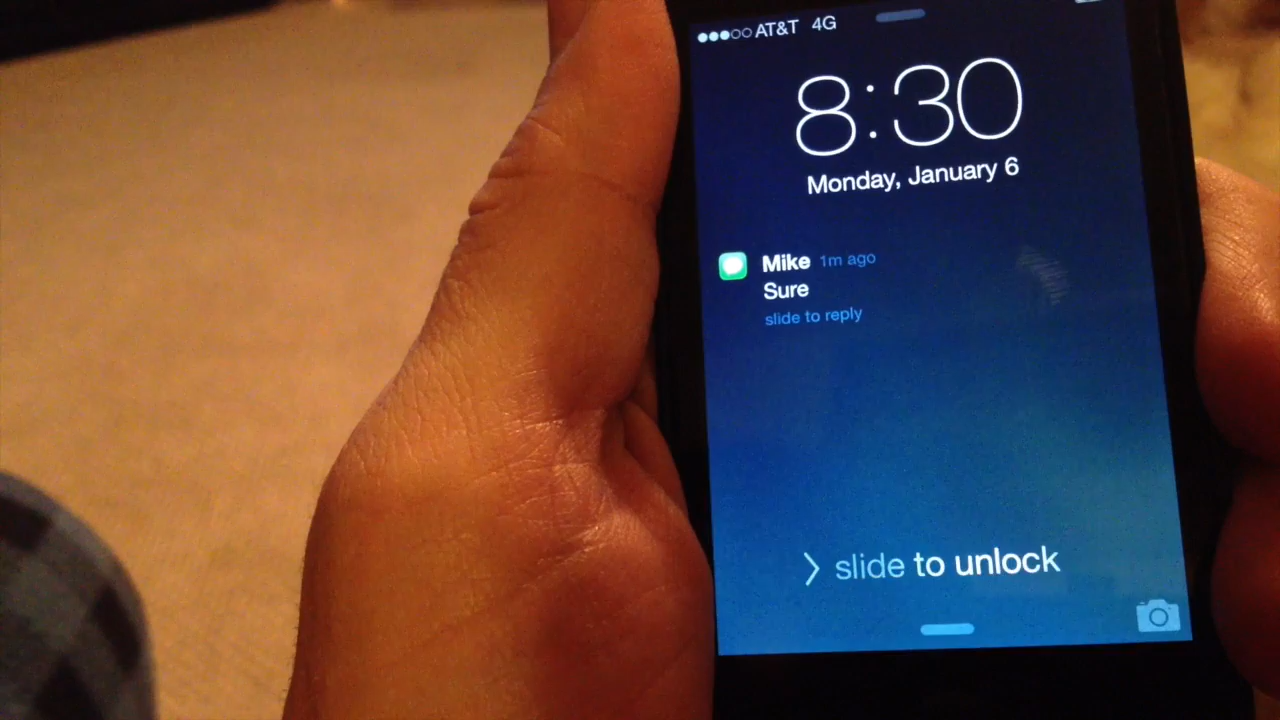 AT&T 4G
8:30
Monday, January 6
Mike 1m ago
Sure
slide to reply
> slide to unlock